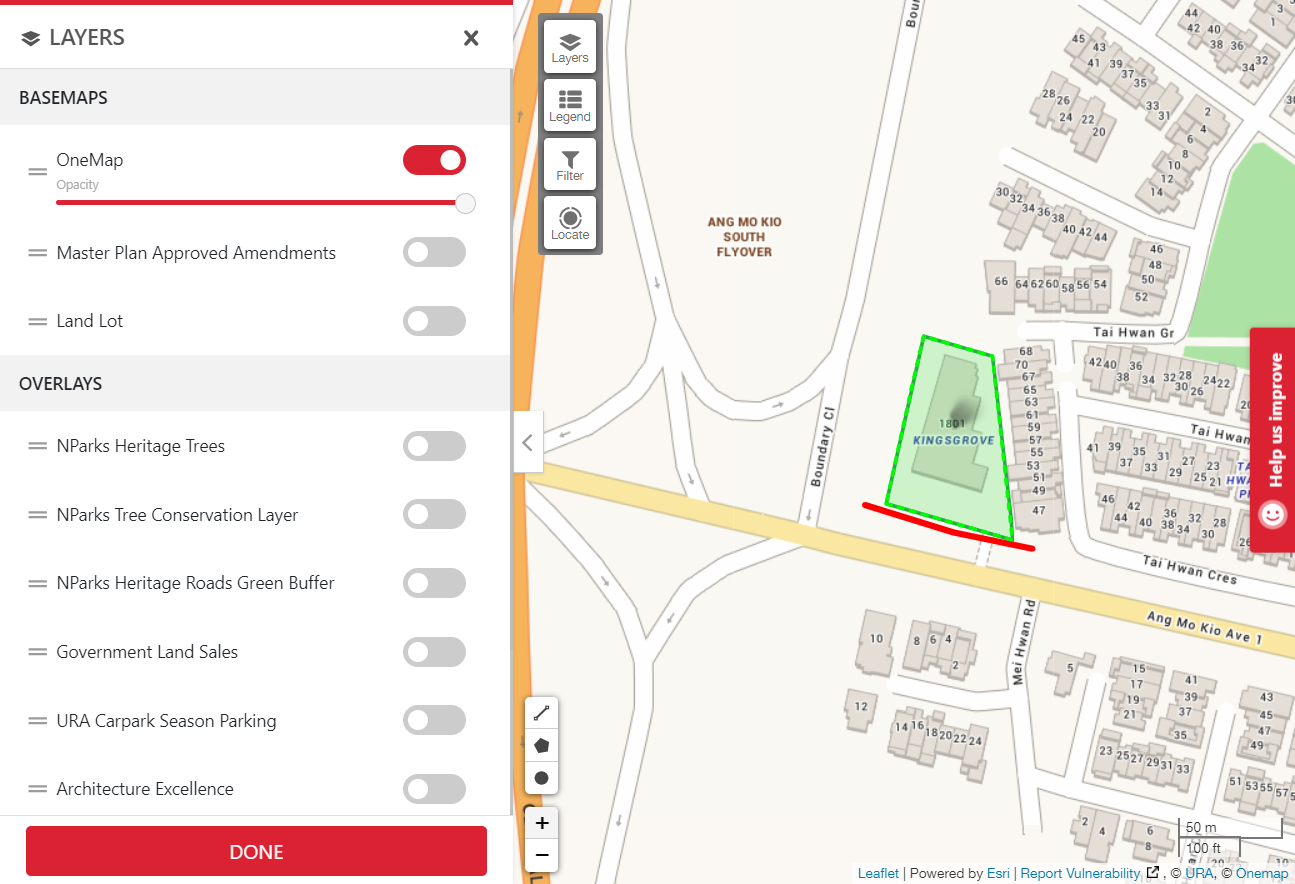 LAYERS
BASEMAPS
OneMap
Opacity
Master Plan Approved Amendments
Land Lot
OVERLAYS
NParks Heritage Trees
NParks Tree Conservation Layer
NParks Heritage Roads Green Buffer
Government Land Sales
URA Carpark Season Parking
Architecture Excellence
DONE
Layers
Legend
Filter
Locate
ANG MO KIO
SOUTH
FLYOVER
Boundary Cl
1801
KINGSGROVE
44
42 40
38 36
34 32
3
1
45 43
41 39
37
35
33
31
28
26
24 22
20
2
4
6
8
10
12
14
30 32
34 36 38
40 42 44
46
48
50
52
66 64 62 60 58 56 54
Tai Hwan Gr
68
70
67
65
63
61
59
57
55
53
51
49
47
42 40 36
38 34 32 28
30 26 24 22
20
41 39 35 31 27 23
37 33 29 25 21
46 42 36 32 28
44 40 38 34 30
26
Tai Hwan Cres
Ang Mo Kio Ave 1
Mei Hwan Rd
10
8 6 4
2
12
14 16 18 20 22 24
5
15
17
19
21
41
39
37
35
43
45
47
49
23 25 27 29 31 33
51 53 55 57
2 4
6
8
Help us improve
+
−
50 m
100 ft
Leaflet | Powered by Esri | Report Vulnerability , © URA, © Onemap